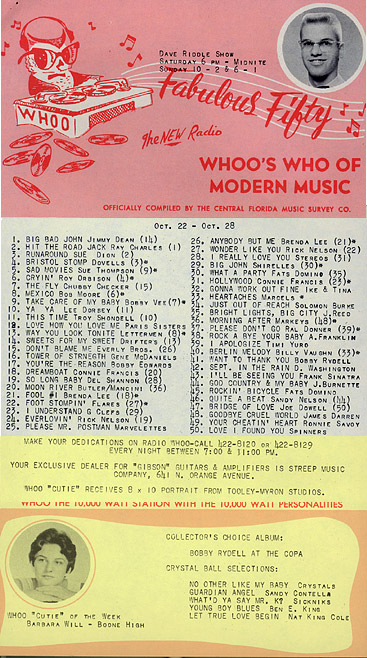 Dave Riddle Show
Saturday 6 pm - Midnite
Sunday 10 - 2 & 6 - 1
WHOO
Fabulous Fifty
the NEW Radio
WHOO'S WHO OF
MODERN MUSIC
OFFICIALLY COMPILED BY THE CENTRAL FLORIDA MUSIC SURVEY CO.
Oct. 22 - Oct. 28
1. BIG BAD JOHN Jimmy Dean (14)
2. HIT THE ROAD JACK Ray Charles (1)
3. RUNAROUND SUE Dion (2)
4. BRISTOL STOMP Dovells (3)*
5. SAD MOVIES Sue Thompson (9)*
6. CRYIN' Roy Orbison (4)*
7. THE FLY Chubby Checker (15)
8. MEXICO Bob Moore (6)*
9. TAKE CARE OF MY BABY Bobby Vee(7)*
10. YA YA Lee Dorsey (11)
11. THIS TIME Troy Shondell (10)
12. LOVE HOW YOU LOVE ME Paris Sisters
13. WAY YOU LOOK TONITE Lettermen (8)*
14. SWEETS FOR MY SWEET Drifters (13)
15. DON'T BLAME ME Everly Bros. (26)
16. TOWER OF STRNEGTH Gene McDaniels
17. YOU'RE THE REASON Bobby Edwards
18. DREAMBOAT Connie Francis (20)
19. SO LONG BABY Del Shannon (28)
20. MOON RIVER Butler/Mancini (36)
21. FOOL #1 Brenda Lee (18)*
22. FOOT STOMPIN' Flares (27)*
23. I UNDERSTAND G Clefs (29)
24. EVERLOVIN' Rick Nelson (19)
25. PLEASE MR. POSTMAN Marvelettes
26. ANYBODY BUT ME Brenda Lee (21)*
27. WONDER LIKE YOU Rick Nelson (22)
28. I REALLY LOVE YOU Stereos (31)
29. BIG JOHN Shirelles (30)*
30. WHAT A PARTY Fats Domino (35)
31. HOLLYWOOD Connie Francis (23)*
32. GONNA WORK OUT FINE Ike & Tina
33. HEARTACHES Marcels *
34. JUST OUT OF REACH Solomon Burke
35. BRIGHT LIGHTS, BIG CITY J.Reed
36. MORNING AFTER Markeys (48)*
37. PLEASE DON'T GO Ral Donner (39)*
38. ROCK A BYE YOUR BABY A.Franklin
39. I APOLOGIZE Timi Yuro
40. BERLIN MELODY Billy Vaughn (33)*
41. WANT TO THANK YOU Bobby Rydell
42. SEPT. IN THE RAIN D. Washington
43. I'LL BE SEEING YOU Frank Sinatra
44. GOD COUNTRY & MY BABY J.Burnette
45. ROCKIN' BICYCLE Fats Domino
46. QUITE A BEAT Sandy Nelson (44)
47. BRIDGE OF LOVE Joe Dowell (50)
48. GOODBYE CRUEL WORLD James Darren
49. YOUR CHEATIN' HEART Ronnie Savoy
50. LOVE I FOUND YOU Spinners
MAKE YOUR DEDICATIONS ON RADIO WHOO-CALL 422-8120 or 422-8129
EVERY NIGHT BETWEEN 7:00 & 11:00 PM.
YOUR EXCLUSIVE DEALER FOR "GIBSON" GUITARS & AMPLIFIERS IS STREEP MUSIC
COMPANY, 641 N. ORANGE AVENUE.
WHOO "CUTIE" RECEIVES 8 x 10 PORTRAIT FROM TOOLEY-MYRON STUDIOS.
WHOO THE 10,000 WATT STATION WITH THE 10,000 WATT PERSONALITIES
COLLECTOR'S CHOICE ALBUM:
BOBBY RYDELL AT THE COPA
CRYSTAL BALL SELECTIONS:
NO OTHER LIKE MY BABY Crystals
GUARDIAN ANGEL Sandy Contella
WHAT'D YA SAY MR. K? Sickniks
YOUNG BOY BLUES Ben E. King
LET TRUE LOVE BEGIN Nat King Cole
WHOO "CUTIE" OF THE WEEK
BARBARA WILL - BOONE HIGH